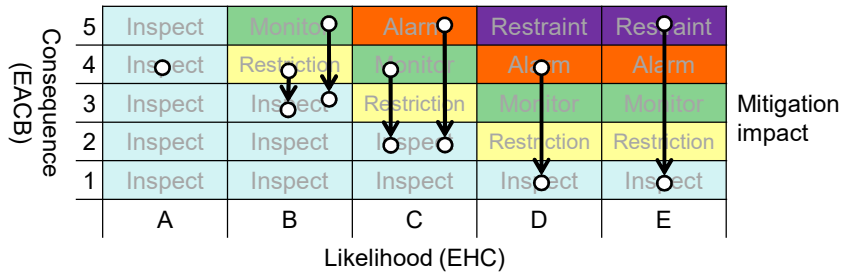 Consequence
(EACB)
5 Inspect Monitor Alarm Restraint Restraint
4 Inspect Restriction Monitor Alarm Alarm
3 Inspect Inspect Restriction Monitor Monitor
2 Inspect Inspect Inspect Restriction Restriction
1 Inspect Inspect Inspect Inspect Inspect
A B C D E
Likelihood (EHC)
Mitigation
impact